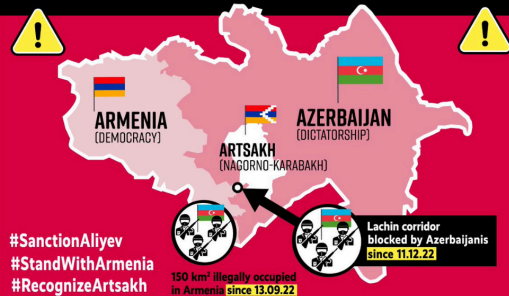 ARMENIA
(DEMOCRACY)
AZERBAIJAN
(DICTATORSHIP)
ARTSAKH
(NAGORNO-KARABAKH)
Lachin corridor
blocked by Azerbaijanis
since 11.12.22
#SanctionAliyev
#StandWithArmenia
#RecognizeArtsakh
150 km² illegally occupied
in Armenia since 13.09.22